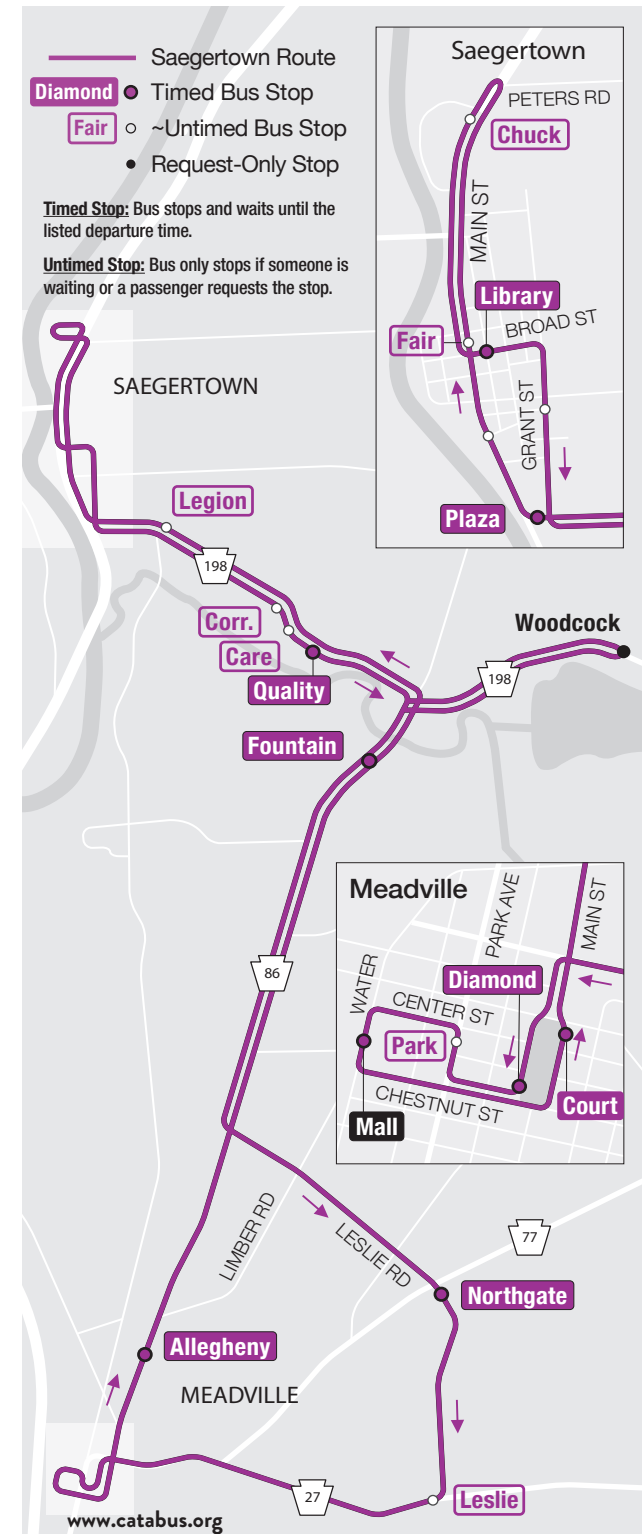 Saegertown Route
Diamond Timed Bus Stop
Fair ~Untimed Bus Stop
Request-Only Stop
Timed Stop: Bus stops and waits until the
listed departure time.
Untimed Stop: Bus only stops if someone is
waiting or a passenger requests the stop.
Saegertown
PETERS RD
Chuck
MAIN ST
Library
BROAD ST
Fair
GRANT ST
Plaza
SAEGERTOWN
Legion
198
Corr.
Care
Quality
Woodcock
198
Fountain
86
Meadville
PARK AVE
MAIN ST
Diamond
WATER
CENTER ST
Park
CHESTNUT ST
Court
Mall
LIMBER RD
LESLIE RD
77
Northgate
Allegheny
MEADVILLE
27
Leslie
www.catabus.org